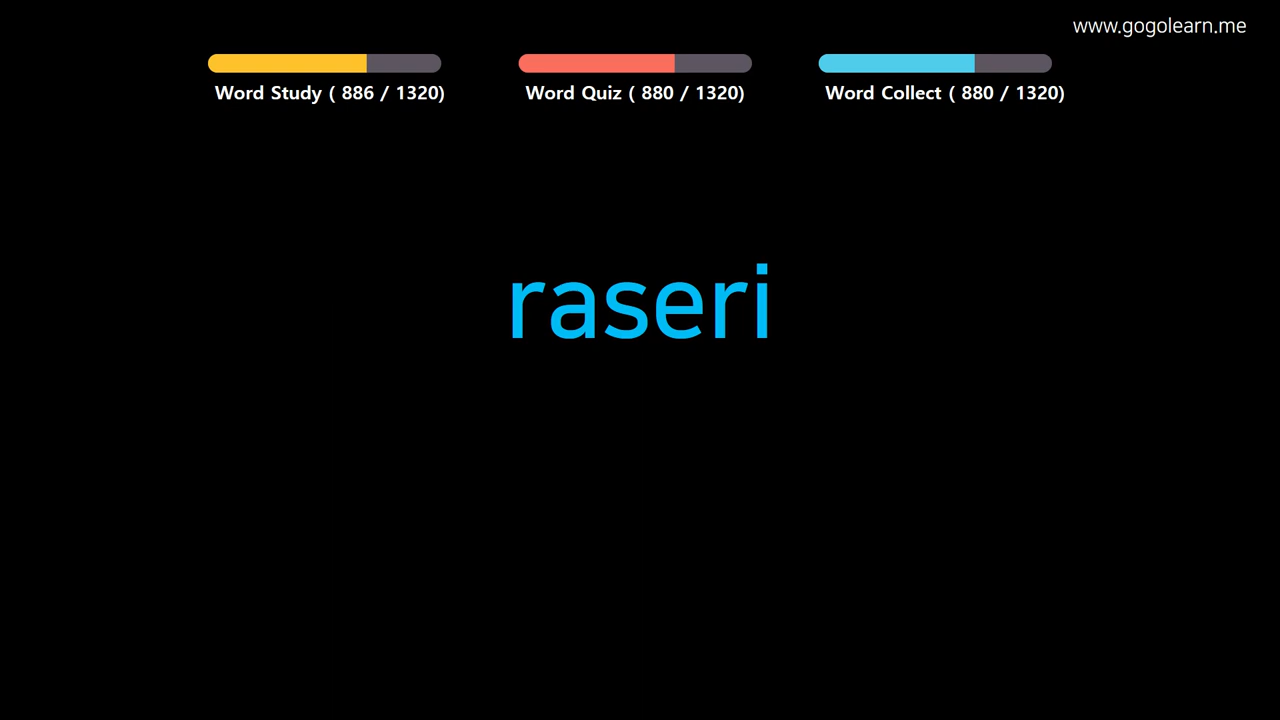 www.gogolearn.me
Word Study ( 886 / 1320)
Word Quiz ( 880 / 1320)
Word Collect ( 880 / 1320)
raseri